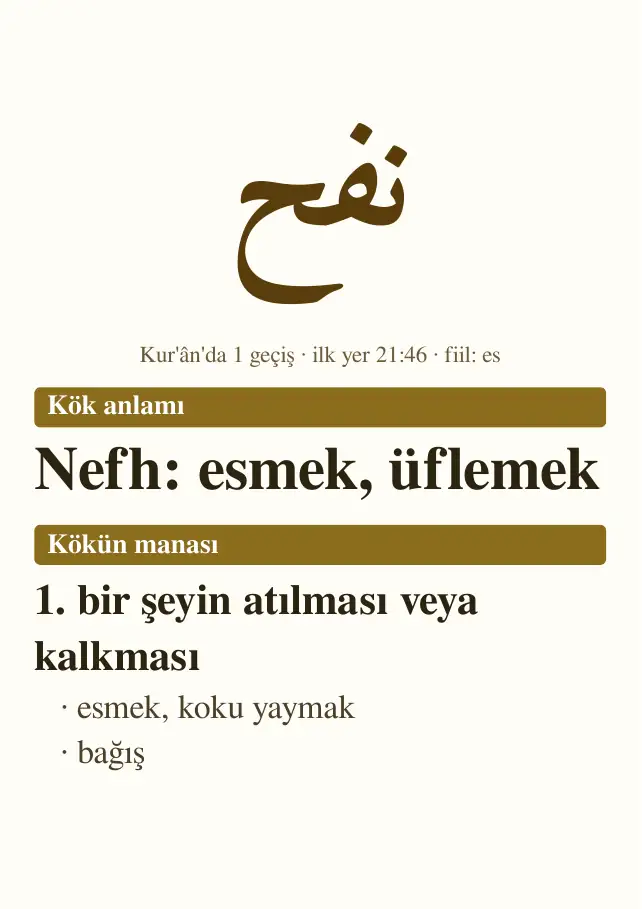 نفح
Kur'ân'da 1 geçiş · ilk yer 21:46 · fiil: es
Kök anlamı
Nefh: esmek, üflemek
Kökün manası
1. bir şeyin atılması veya
kalkması
· esmek, koku yaymak
· bağış